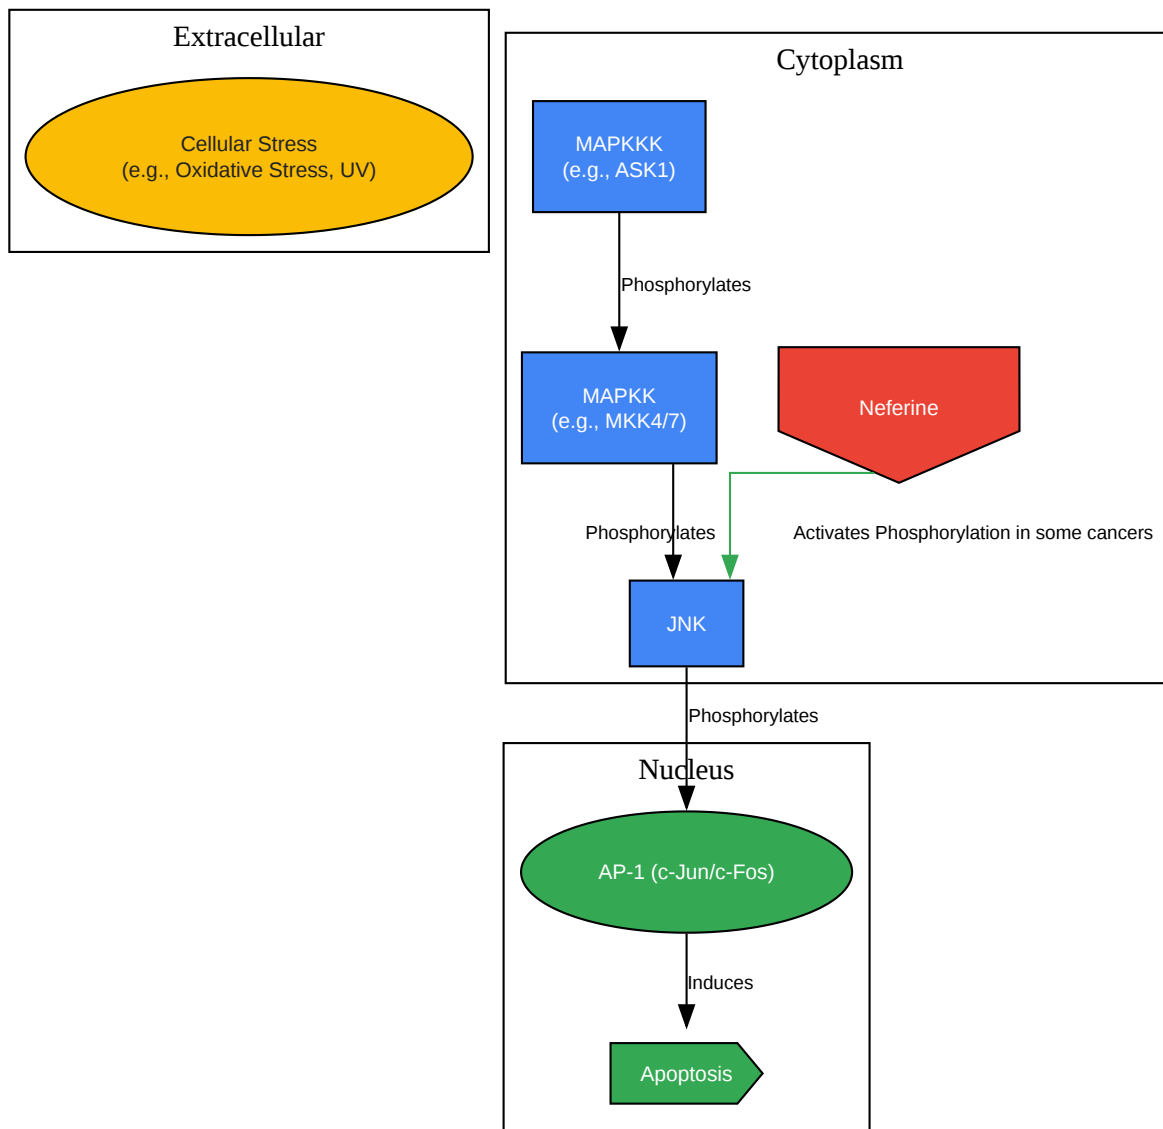 Extracellular
Cellular Stress
(e.g., Oxidative Stress, UV)
Cytoplasm
MAPKKK
(e.g., ASK1)
Phosphorylates
MAPKK
(e.g., MKK4/7)
Neferine
Phosphorylates
Activates Phosphorylation in some cancers
JNK
Phosphorylates
Nucleus
AP-1 (c-Jun/c-Fos)
Induces
Apoptosis